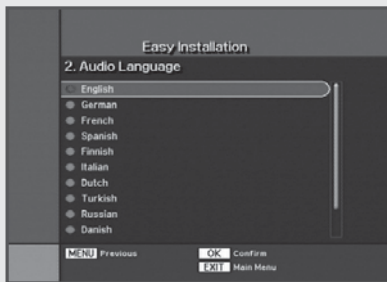 Easy Installation
2. Audio Language
English
German
French
Spanish
Finnish
Italian
Dutch
Turkish
Russian
Danish
MENU Previous OK Confirm
EXIT Main Menu